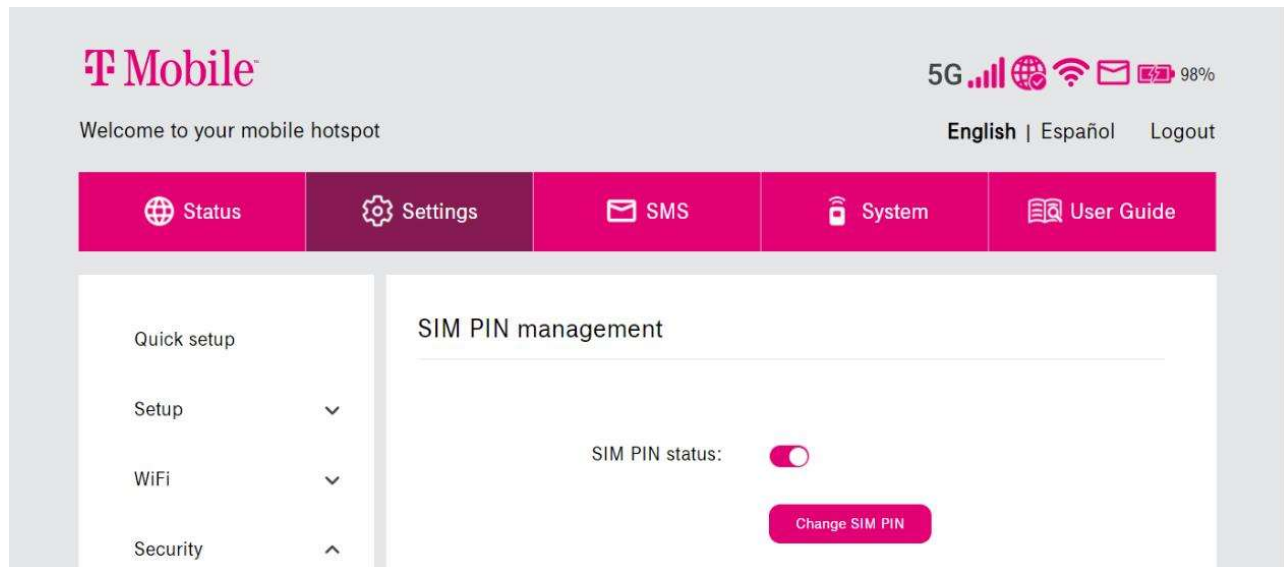 T Mobile
5G 98%
Welcome to your mobile hotspot
English | Español Logout
Status Settings SMS System User Guide
Quick setup
SIM PIN management
Setup
SIM PIN status:
WiFi
Change SIM PIN
Security